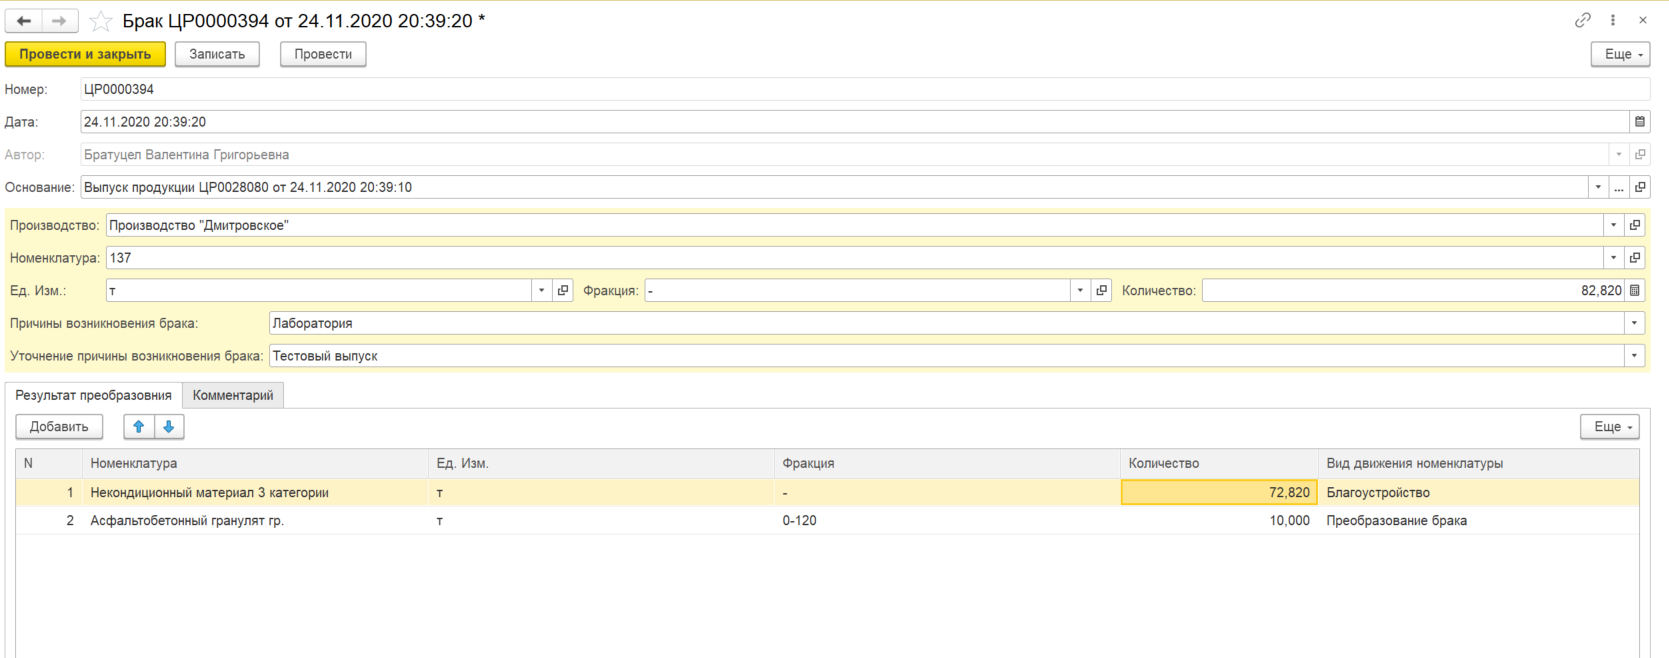 Брак ЦР0000394 от 24.11.2020 20:39:20 *
Провести и закрыть Записать Провести Еще
Номер: ЦР0000394
Дата: 24.11.2020 20:39:20
Автор: Братуцел Валентина Григорьевна
Основание: Выпуск продукции ЦР0028080 от 24.11.2020 20:39:10 ...
Производство: Производство "Дмитровское"
Номенклатура: 137
Ед. Изм.: т Фракция: - Количество: 82,820
Причины возникновения брака: Лаборатория
Уточнение причины возникновения брака: Тестовый выпуск
Результат преобразовния Комментарий
Добавить Еще
N Номенклатура Ед. Изм. Фракция Количество Вид движения номенклатуры
1 Некондиционный материал 3 категории т - 72,820 Благоустройство
2 Асфальтобетонный гранулят гр. т 0-120 10,000 Преобразование брака